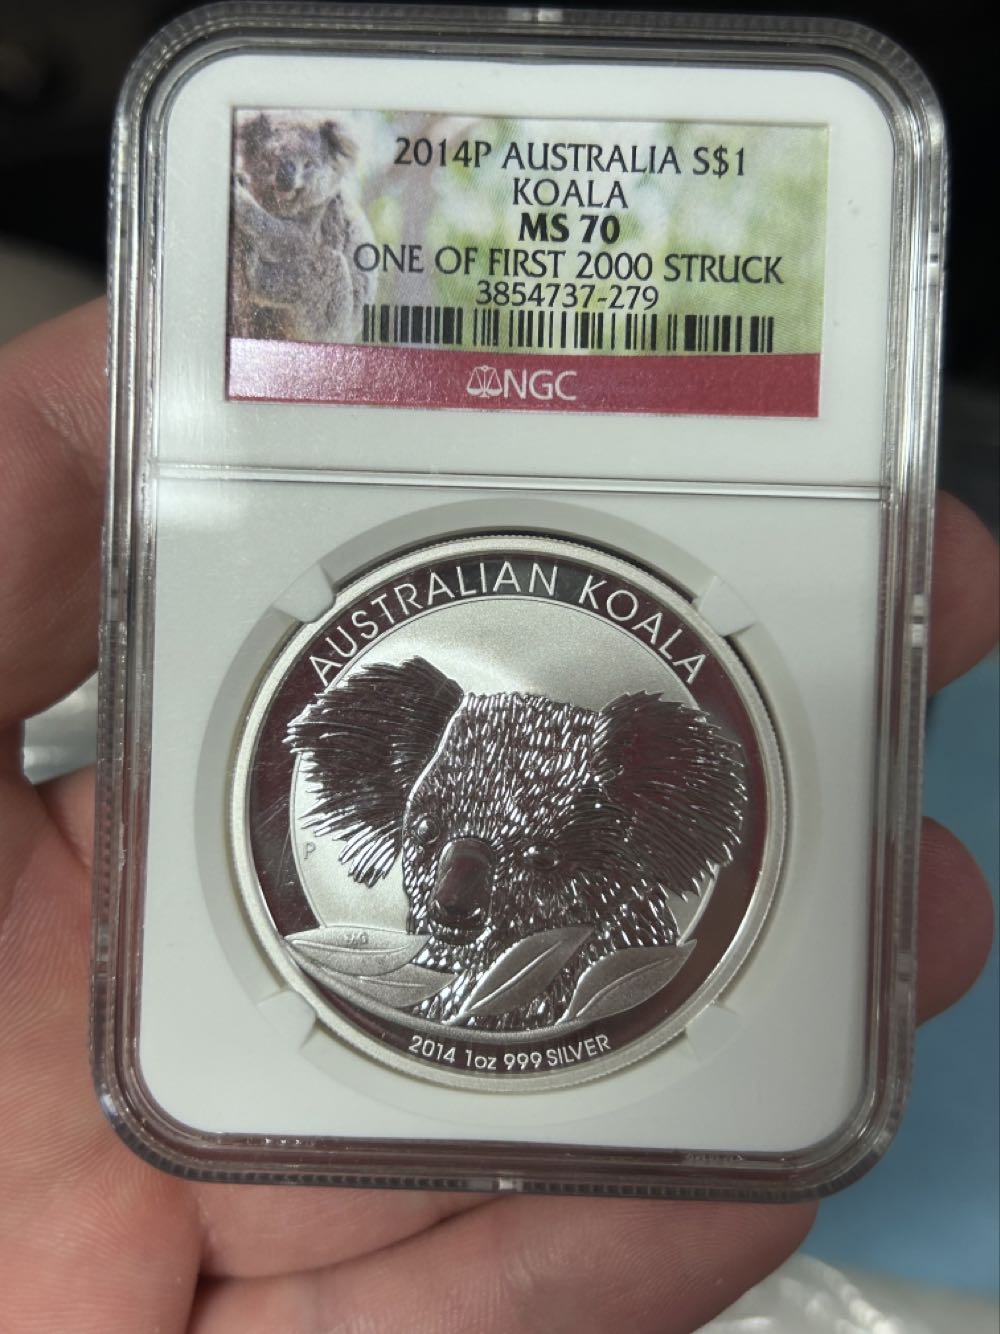 2014P AUSTRALIA S$1
KOALA
MS 70
ONE OF FIRST 2000 STRUCK
3854737-279
NGC
AUSTRALIAN KOALA
P
2014 1oz 999 SILVER